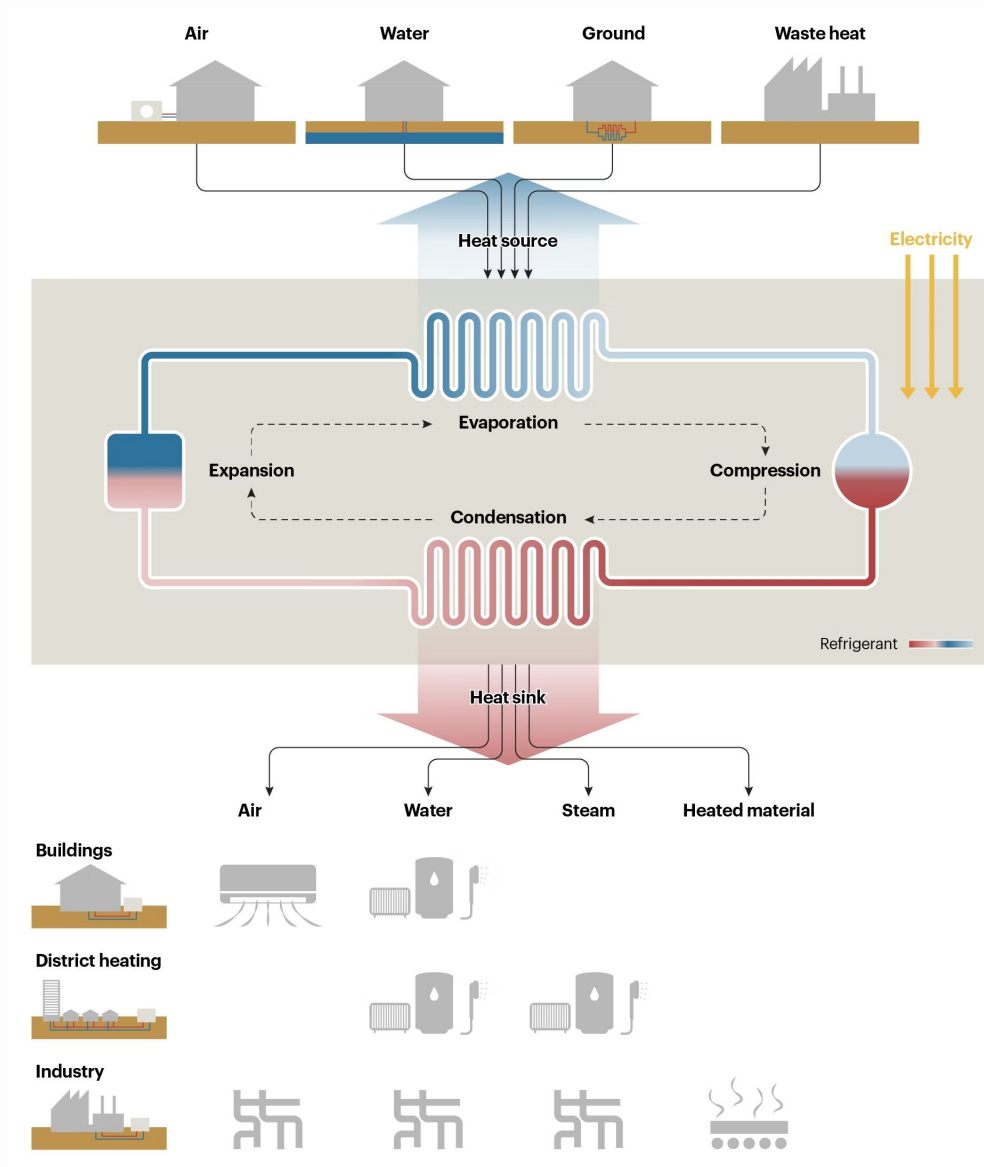 Air
Water
Ground
Waste heat
Heat source
Electricity
Evaporation
Expansion
Compression
Condensation
Refrigerant
Heat sink
Air
Water
Steam
Heated material
Buildings
District heating
Industry